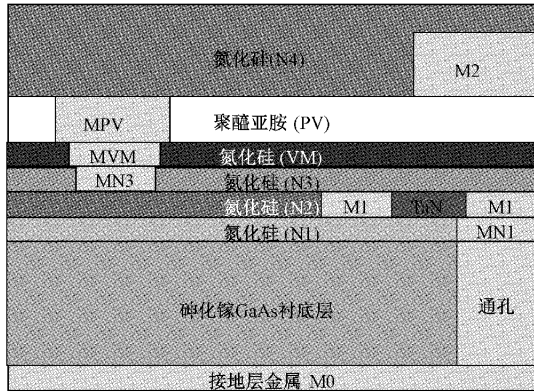 氮化硅(N4)
M2
MPV
聚醯亚胺 (PV)
MVM
氮化硅 (VM)
MN3
氮化硅 (N3)
氮化硅 (N2)
M1
TaN
M1
氮化硅 (N1)
MN1
砷化镓GaAs衬底层
通孔
接地层金属 M0